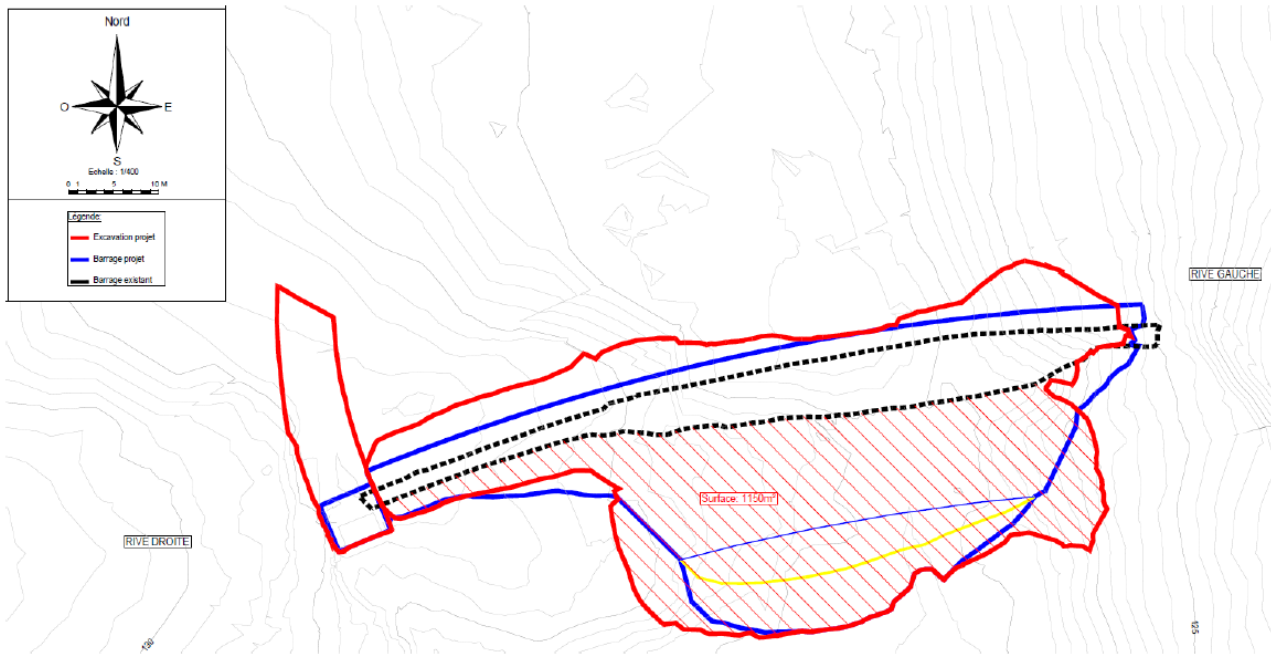 Nord
O
E
S
Echelle : 1/400
0 1 5 10 M
Légende:
Excavation projet
Barrage projet
Barrage existant
RIVE GAUCHE
Surface: 1150m²
RIVE DROITE
130
125